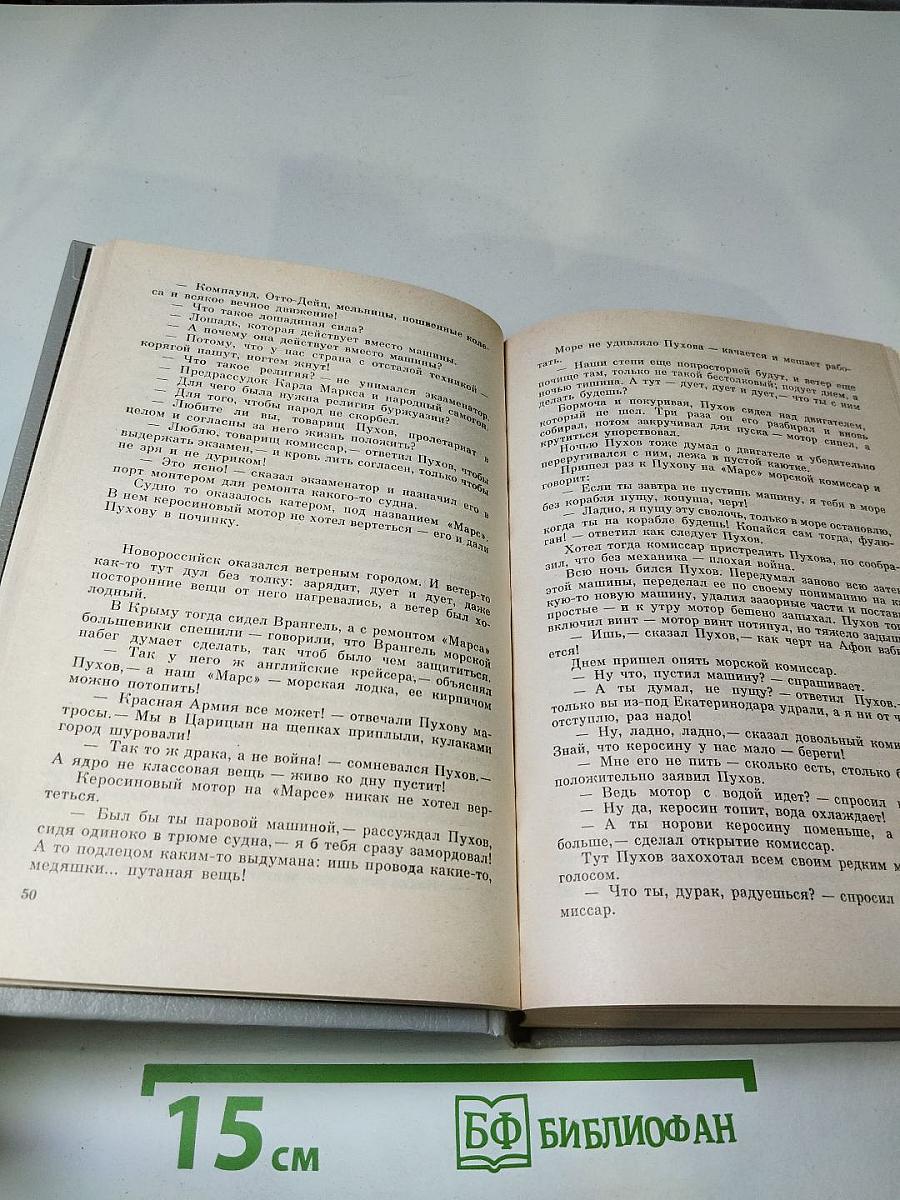 — Компаунд, Отто-Дейц, мельницы, пошвенные коле-
са и всякое вечное движение!
— Что такое лошадиная сила?
— Лошадь, которая действует вместо машины.
— А почему она действует вместо машины?
— Потому, что у нас страна с отсталой техникой —
корягой пашут, ногтем жнут!
— Что такое религия? — не унимался экзаменатор.
— Предрассудок Карла Маркса и народный самогон.
— Для чего была нужна религия буржуазии?
— Для того, чтобы народ не скорбел.
— Любите ли вы, товарищ Пухов, пролетариат в
целом и согласны за него жизнь положить?
— Люблю, товарищ комиссар,— ответил Пухов, чтобы
выдержать экзамен,— и кровь лить согласен, только чтобы
не зря и не дуриком!
— Это ясно! — сказал экзаменатор и назначил его в
порт монтером для ремонта какого-то судна.
Судно то оказалось катером, под названием «Марс».
В нем керосиновый мотор не хотел вертеться — его и дали
Пухову в починку.
Новороссийск оказался ветреным городом. И ветер-то
как-то тут дул без толку: зарядит, дует и дует, даже
посторонние вещи от него нагревались, а ветер был хо-
лодный.
В Крыму тогда сидел Врангель, а с ремонтом «Марса»
большевики спешили — говорили, что Врангель морской
набег думает сделать, так чтоб было чем защититься.
— Так у него ж английские крейсера,— объяснял
Пухов,— а наш «Марс» — морская лодка, ее кирпичом
можно потопить!
— Красная Армия все может! — отвечали Пухову ма-
тросы.— Мы в Царицын на щепках приплыли, кулаками
город шуровали!
— Так то ж драка, а не война! — сомневался Пухов.—
А ядро не классовая вещь — живо ко дну пустит!
Керосиновый мотор на «Марсе» никак не хотел вер-
теться.
— Был бы ты паровой машиной,— рассуждал Пухов,
сидя одиноко в трюме судна,— я б тебя сразу замордовал!
А то подлецом каким-то выдумана: ишь провода какие-то,
медяшки... путаная вещь!
50
Море не удивляло Пухова — качается и мешает рабо-
тать.
— Наши степи еще попросторней будут, и ветер еще
почище там, только не такой бестолковый; подует днем, а
ночью тишина. А тут — дует, дует и дует,— что ты с ним
делать будешь?
Бормоча и покуривая, Пухов сидел над двигателем,
который не шел. Три раза он его разбирал и вновь
собирал, потом закручивал для пуска — мотор сипел, а
крутиться упорствовал.
Ночью Пухов тоже думал о двигателе и убедительно
переругивался с ним, лежа в пустой каютке.
Пришел раз к Пухову на «Марс» морской комиссар и
говорит:
— Если ты завтра не пустишь машину, я тебя в море
без корабля пущу, копуша, черт!
— Ладно, я пущу эту сволочь, только в море остановлю,
когда ты на корабле будешь! Копайся сам тогда, фулю-
ган! — ответил как следует Пухов.
Хотел тогда комиссар пристрелить Пухова, но сообра-
зил, что без механика — плохая война.
Всю ночь бился Пухов. Передумал заново всю затею
этой машины, переделал ее по своему пониманию на ка
кую-то новую машину, удалил зазорные части и постави
простые — и к утру мотор бешено запыхал. Пухов то
включил винт — мотор винт потянул, но тяжело задыш
— Ишь,— сказал Пухов,— как черт на Афон взби
ется!
Днем пришел опять морской комиссар.
— Ну что, пустил машину? — спрашивает.
— А ты думал, не пущу? — ответил Пухов.—
только вы из-под Екатеринодара удрали, а я ни от ч
отступлю, раз надо!
— Ну, ладно, ладно,— сказал довольный коми
Знай, что керосину у нас мало — береги!
— Мне его не пить — сколько есть, столько б
положительно заявил Пухов.
— Ведь мотор с водой идет? — спросил
— Ну да, керосин топит, вода охлаждает!
— А ты норови керосину поменьше, а
больше,— сделал открытие комиссар.
Тут Пухов захохотал всем своим редким м
голосом.
— Что ты, дурак, радуешься? — спросил
миссар.
15 см
БФ БИБЛИОФАН